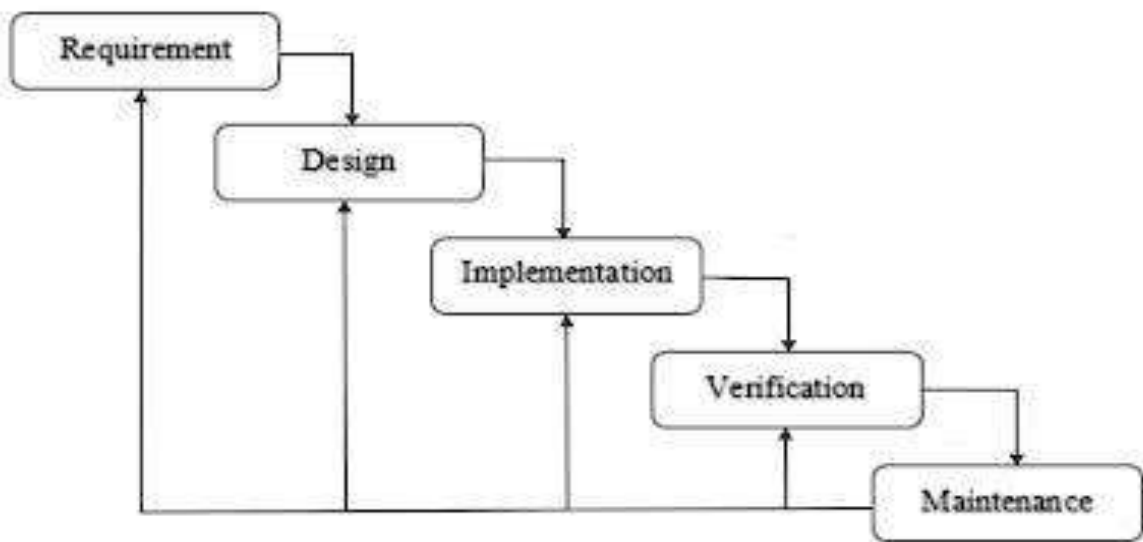 Requirement
Design
Implementation
Verification
Maintenance